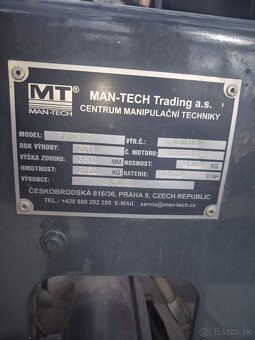 MT®
MAN-TECH
MAN-TECH Trading a.s.
CENTRUM MANIPULAČNÍ TECHNIKY
MODEL: VÝR.Č.:
ROK VÝROBY: Č. MOTORU:
VÝŠKA ZDVIHU: 3300 MM NOSNOST: KG
HMOTNOST: KG BATERIE: V/AH
VÝROBCE:
ČESKOBRODSKÁ 816/36, PRAHA 9, CZECH REPUBLIC
TEL: +420 800 202 200 E-MAIL: servis@man-tech.cz
bazos.sk